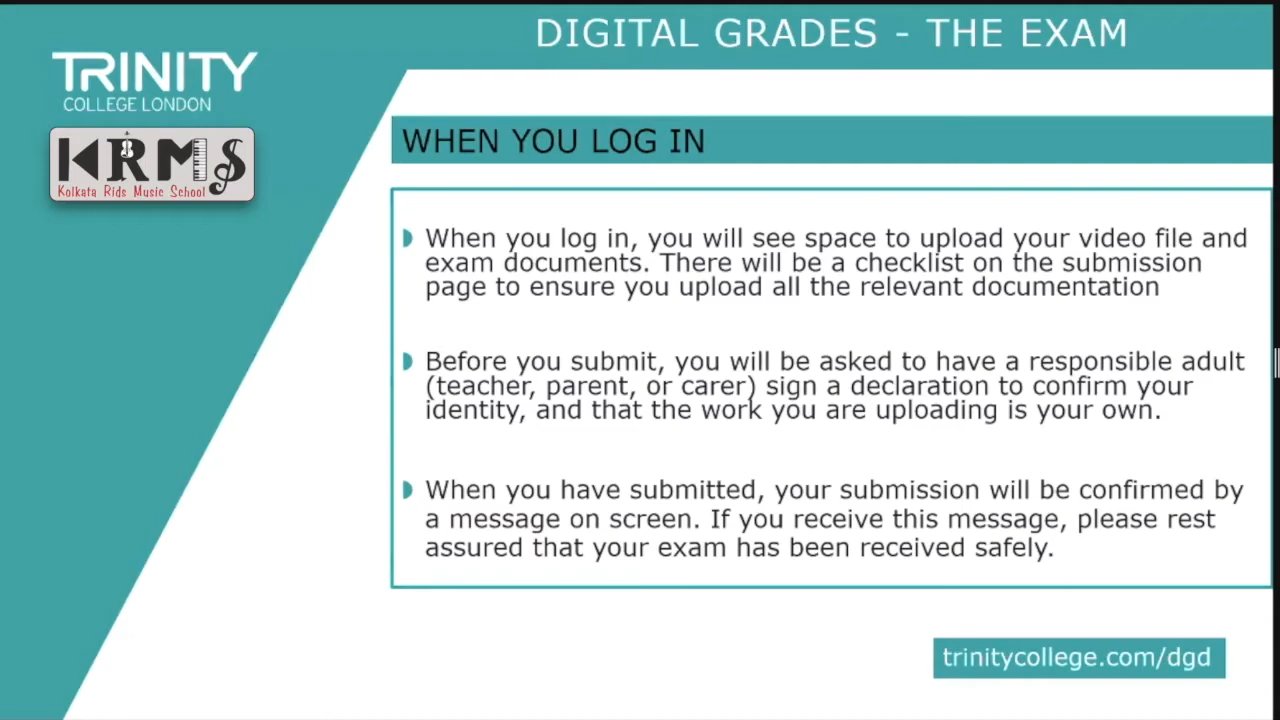 DIGITAL GRADES - THE EXAM
TRINITY
COLLEGE LONDON
KRMS
Kolkata Rids Music School
WHEN YOU LOG IN
When you log in, you will see space to upload your video file and
exam documents. There will be a checklist on the submission
page to ensure you upload all the relevant documentation
Before you submit, you will be asked to have a responsible adult
(teacher, parent, or carer) sign a declaration to confirm your
identity, and that the work you are uploading is your own.
When you have submitted, your submission will be confirmed by
a message on screen. If you receive this message, please rest
assured that your exam has been received safely.
trinitycollege.com/dgd